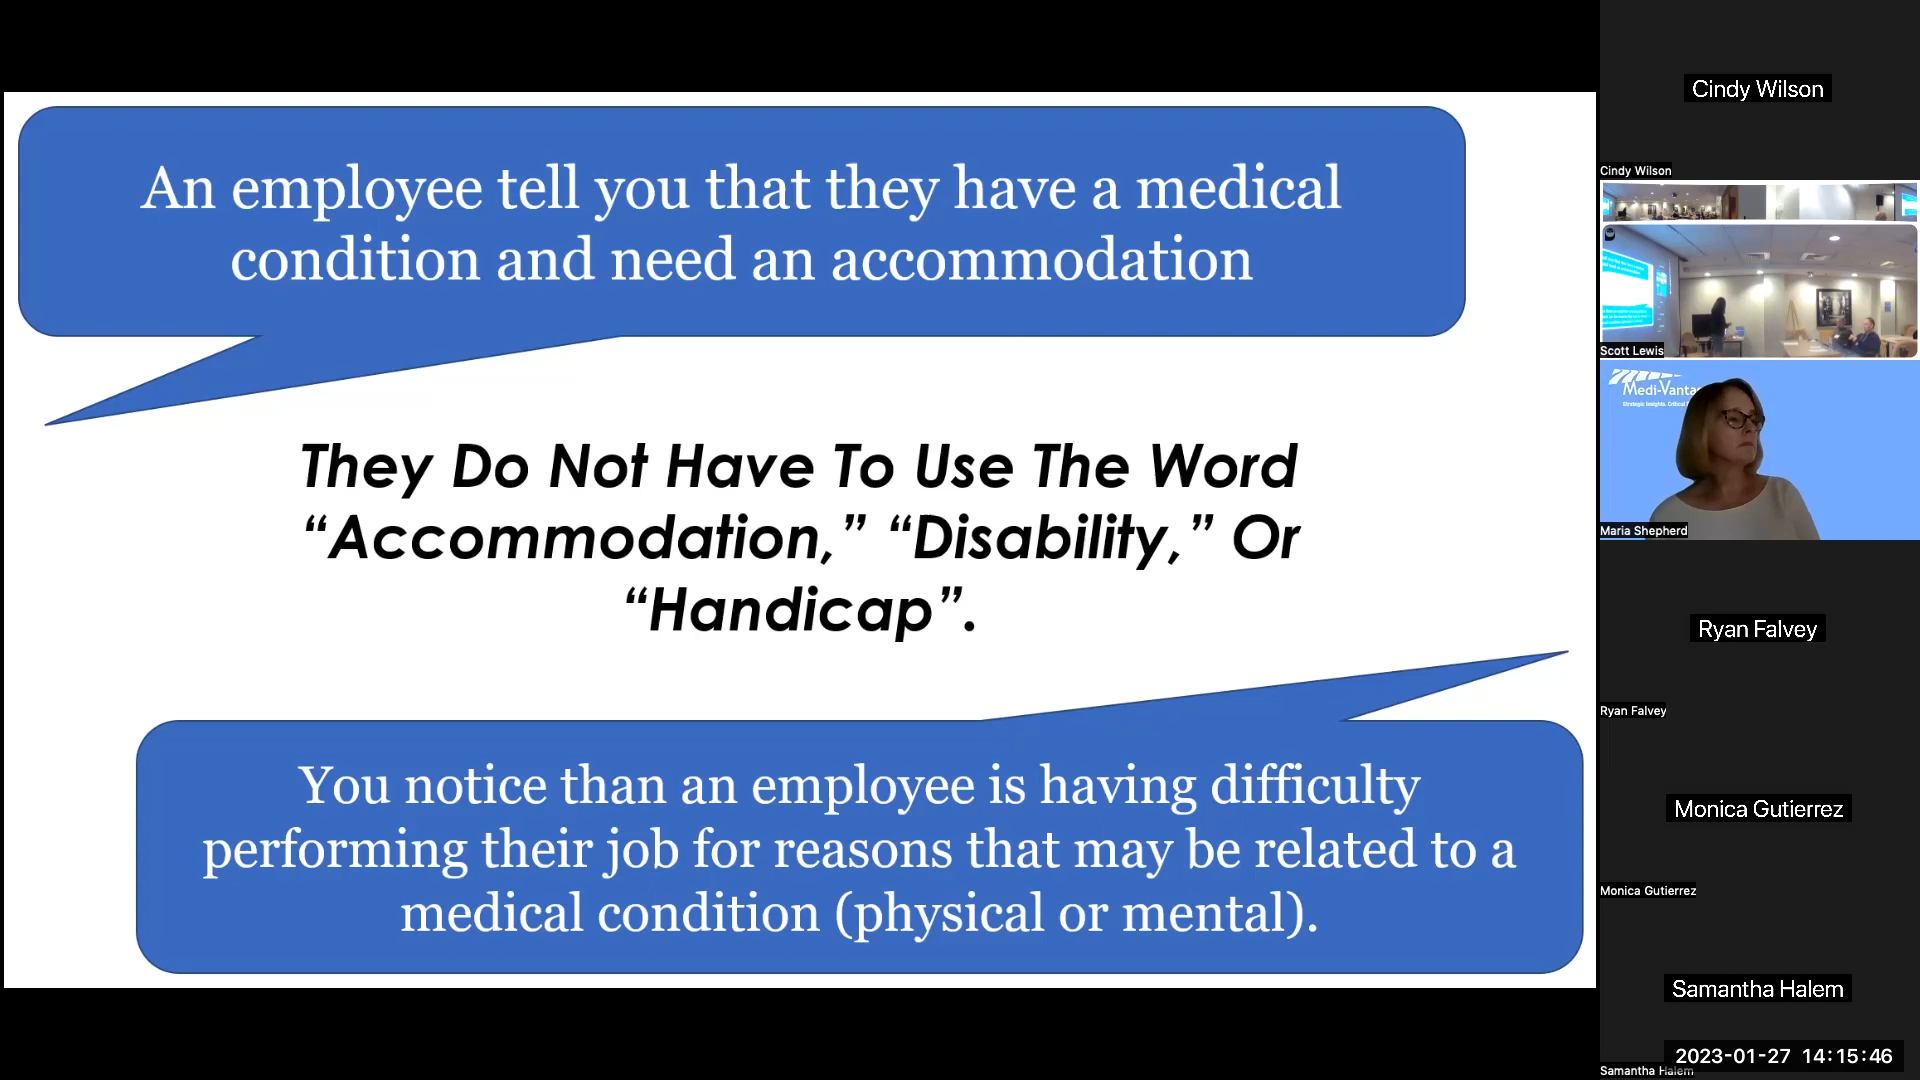 An employee tell you that they have a medical
condition and need an accommodation
They Do Not Have To Use The Word
“Accommodation,” “Disability,” Or
“Handicap”.
You notice than an employee is having difficulty
performing their job for reasons that may be related to a
medical condition (physical or mental).
Cindy Wilson
Cindy Wilson
Scott Lewis
Maria Shepherd
Ryan Falvey
Ryan Falvey
Monica Gutierrez
Monica Gutierrez
Samantha Halem
2023-01-27 14:15:46
Samantha Halem